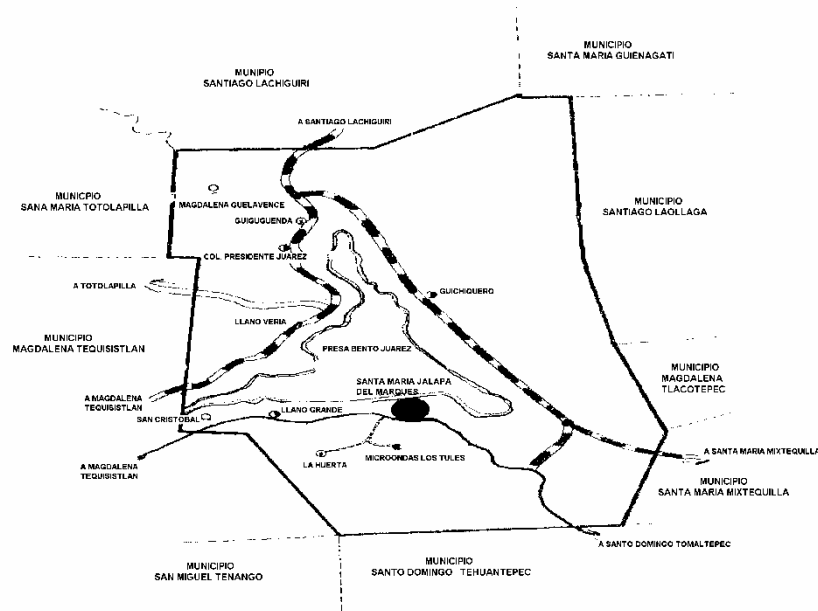 MUNICIPIO
SANTA MARIA GUIENAGATI
MUNIPIO
SANTIAGO LACHIGUIRI
A SANTIAGO LACHIGUIRI
MUNICPIO
SANA MARIA TOTOLAPILLA
MAGDALENA GUELAVENCE
GUIGUGUENDA
MUNICIPIO
SANTIAGO LAOLLAGA
COL. PRESIDENTE JUAREZ
A TOTOLAPILLA
GUICHIQUERO
LLANO VERIA
MUNICIPIO
MAGDALENA TEQUISISTLAN
PRESA BENTO JUAREZ
MUNICIPIO
MAGDALENA
TLACOTEPEC
SANTA MARIA JALAPA
DEL MARQUES
A MAGDALENA
TEQUISISTLAN
SAN CRISTOBAL
LLANO GRANDE
A SANTA MARIA MIXTEQUILLA
A MAGDALENA
TEQUISISTLAN
LA HUERTA
MICROONDAS LOS TULES
MUNICIPIO
SANTA MARIA MIXTEQUILLA
A SANTO DOMINGO TOMALTEPEC
MUNICIPIO
SAN MIGUEL TENANGO
MUNICIPIO
SANTO DOMINGO TEHUANTEPEC